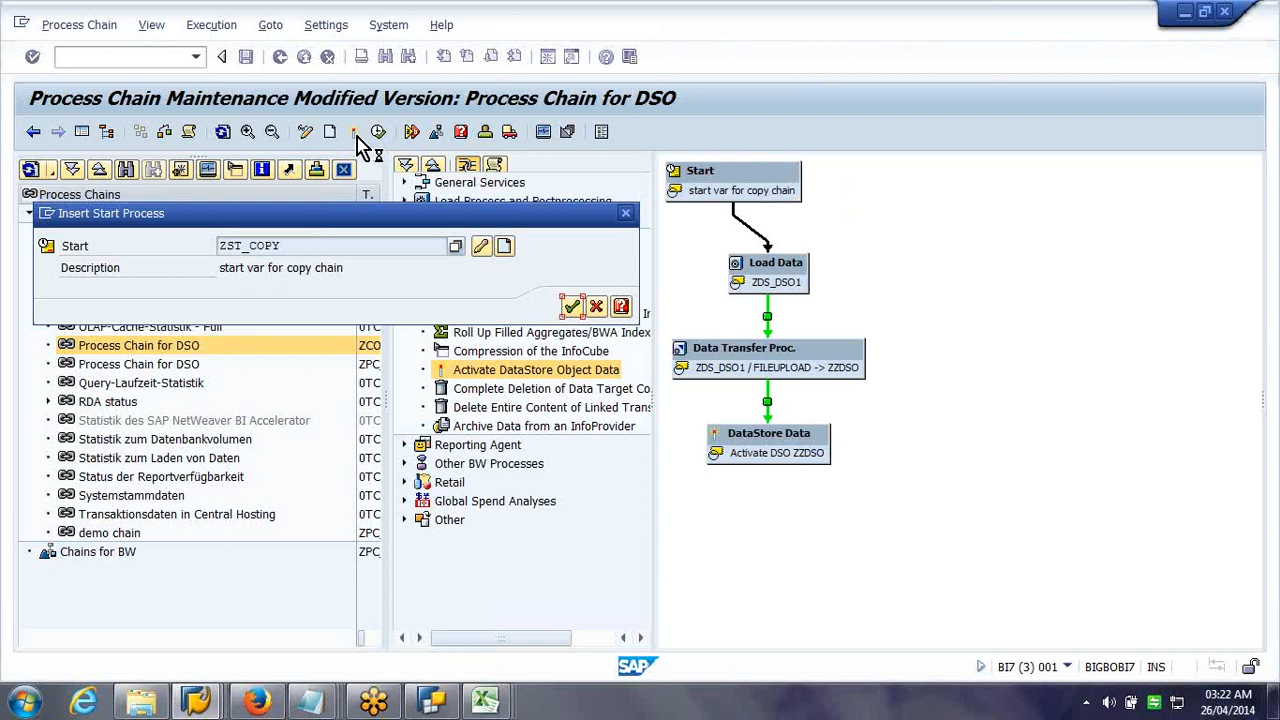 Process Chain View Execution Goto Settings System Help
Process Chain Maintenance Modified Version: Process Chain for DSO
Process Chains T.
General Services
Insert Start Process
Start ZST_COPY
Description start var for copy chain
Process Chain for DSO ZCO
Process Chain for DSO ZPC_
Query-Laufzeit-Statistik 0TC
RDA status 0TC
Statistik des SAP NetWeaver BI Accelerator 0TC
Statistik zum Datenbankvolumen 0TC
Statistik zum Laden von Daten 0TC
Status der Reportverfügbarkeit 0TC
Systemstammdaten 0TC
Transaktionsdaten in Central Hosting 0TC
demo chain ZPC_
Chains for BW ZPC_
Roll Up Filled Aggregates/BWA Index
Compression of the InfoCube
Activate DataStore Object Data
Complete Deletion of Data Target Co
Delete Entire Content of Linked Trans
Archive Data from an InfoProvider
Reporting Agent
Other BW Processes
Retail
Global Spend Analyses
Other
Start
start var for copy chain
Load Data
ZDS_DSO1
Data Transfer Proc.
ZDS_DSO1 / FILEUPLOAD -> ZZDSO
DataStore Data
Activate DSO ZZDSO
SAP
BI7 (3) 001 BIGBOBI7 INS
03:22 AM
26/04/2014